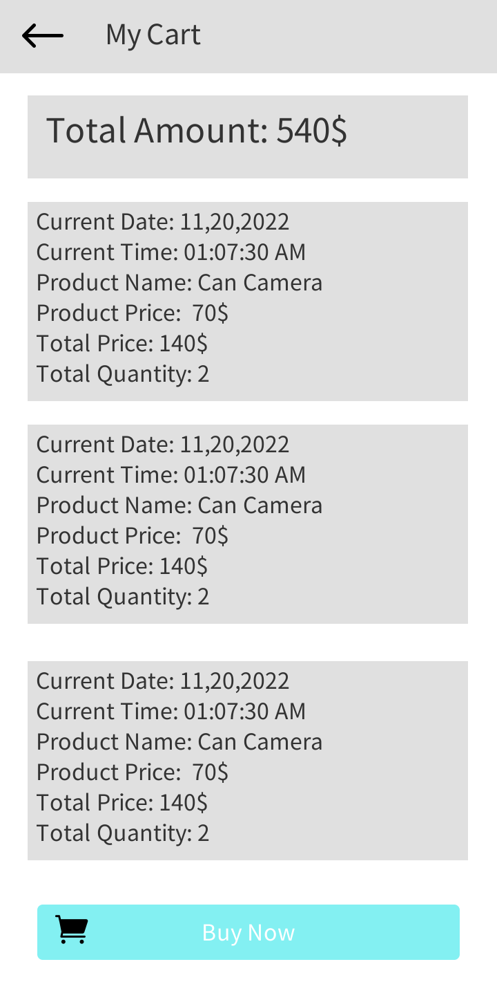 My Cart
Total Amount: 540$
Current Date: 11,20,2022
Current Time: 01:07:30 AM
Product Name: Can Camera
Product Price:  70$
Total Price: 140$
Total Quantity: 2
Current Date: 11,20,2022
Current Time: 01:07:30 AM
Product Name: Can Camera
Product Price:  70$
Total Price: 140$
Total Quantity: 2
Current Date: 11,20,2022
Current Time: 01:07:30 AM
Product Name: Can Camera
Product Price:  70$
Total Price: 140$
Total Quantity: 2
Buy Now